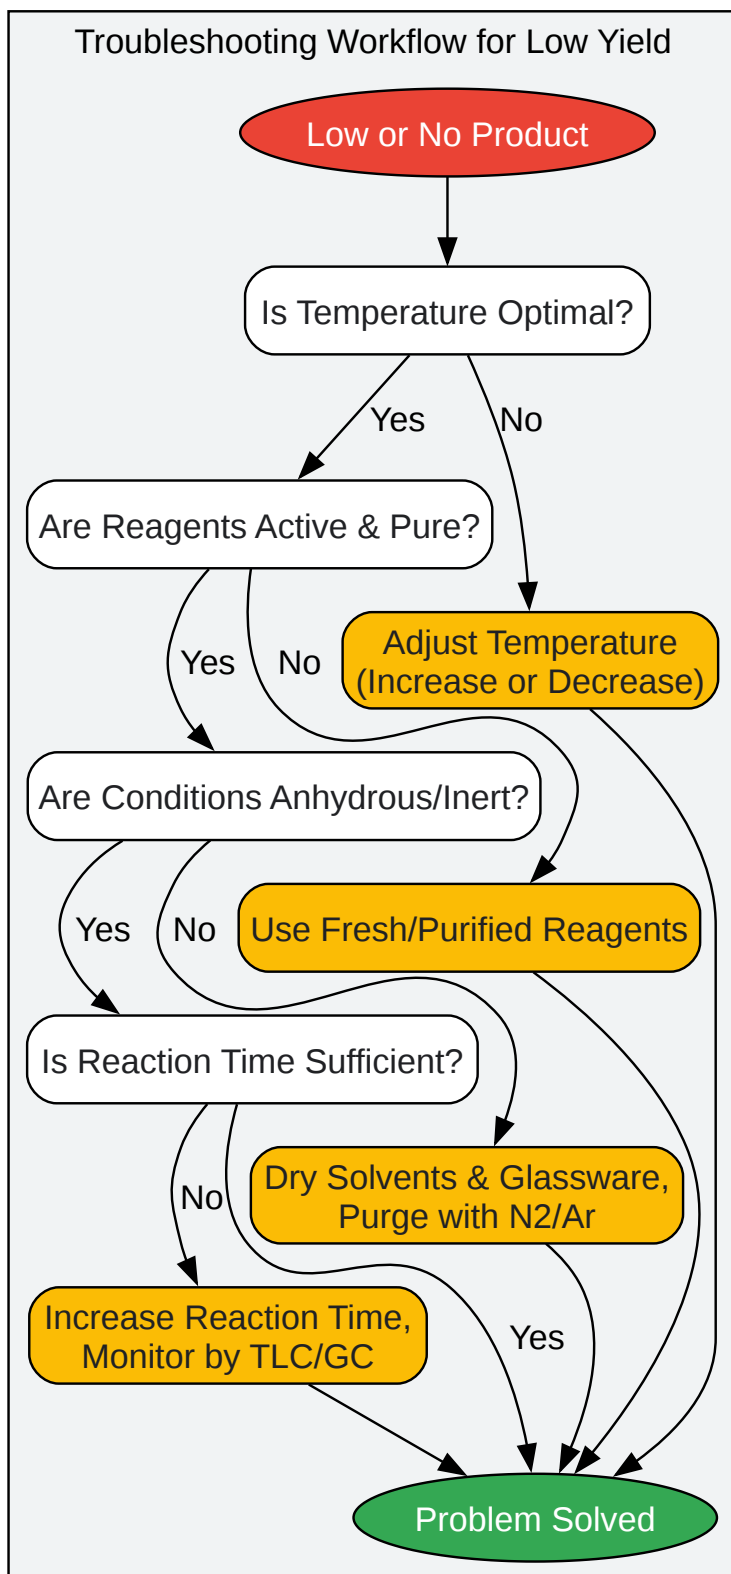 Troubleshooting Workflow for Low Yield
Low or No Product
Is Temperature Optimal?
Yes
No
Are Reagents Active & Pure?
Adjust Temperature
(Increase or Decrease)
Yes
No
Are Conditions Anhydrous/Inert?
Yes
No
Use Fresh/Purified Reagents
Is Reaction Time Sufficient?
No
Dry Solvents & Glassware,
Purge with N2/Ar
Increase Reaction Time,
Monitor by TLC/GC
Yes
Problem Solved